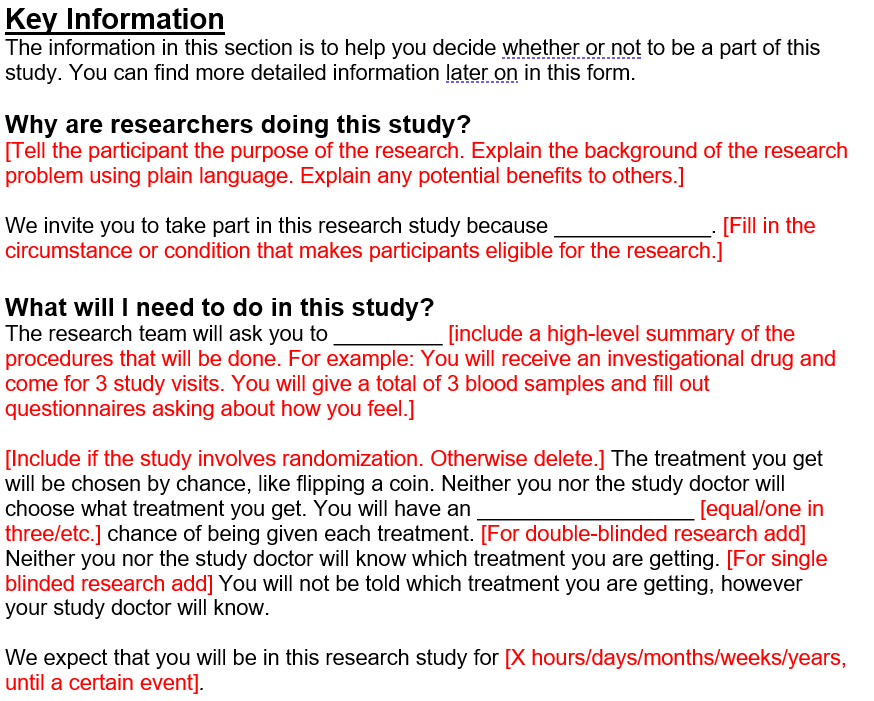 Key Information
The information in this section is to help you decide whether or not to be a part of this
study. You can find more detailed information later on in this form.
Why are researchers doing this study?
[Tell the participant the purpose of the research. Explain the background of the research
problem using plain language. Explain any potential benefits to others.]
We invite you to take part in this research study because _____________. [Fill in the
circumstance or condition that makes participants eligible for the research.]
What will I need to do in this study?
The research team will ask you to _________ [include a high-level summary of the
procedures that will be done. For example: You will receive an investigational drug and
come for 3 study visits. You will give a total of 3 blood samples and fill out
questionnaires asking about how you feel.]
[Include if the study involves randomization. Otherwise delete.] The treatment you get
will be chosen by chance, like flipping a coin. Neither you nor the study doctor will
choose what treatment you get. You will have an __________________ [equal/one in
three/etc.] chance of being given each treatment. [For double-blinded research add]
Neither you nor the study doctor will know which treatment you are getting. [For single
blinded research add] You will not be told which treatment you are getting, however
your study doctor will know.
We expect that you will be in this research study for [X hours/days/months/weeks/years,
until a certain event].